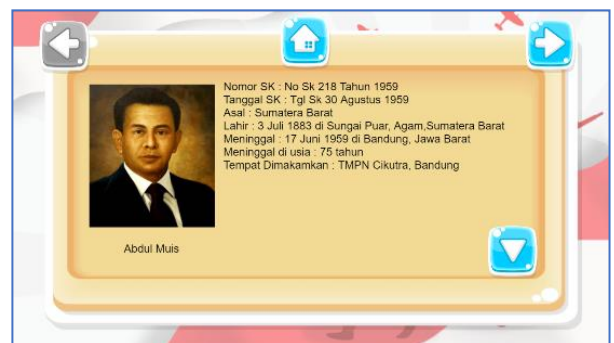 Nomor SK : No Sk 218 Tahun 1959
Tanggal SK : Tgl Sk 30 Agustus 1959
Asal : Sumatera Barat
Lahir : 3 Juli 1883 di Sungai Puar, Agam,Sumatera Barat
Meninggal : 17 Juni 1959 di Bandung, Jawa Barat
Meninggal di usia : 75 tahun
Tempat Dimakamkan : TMPN Cikutra, Bandung
Abdul Muis